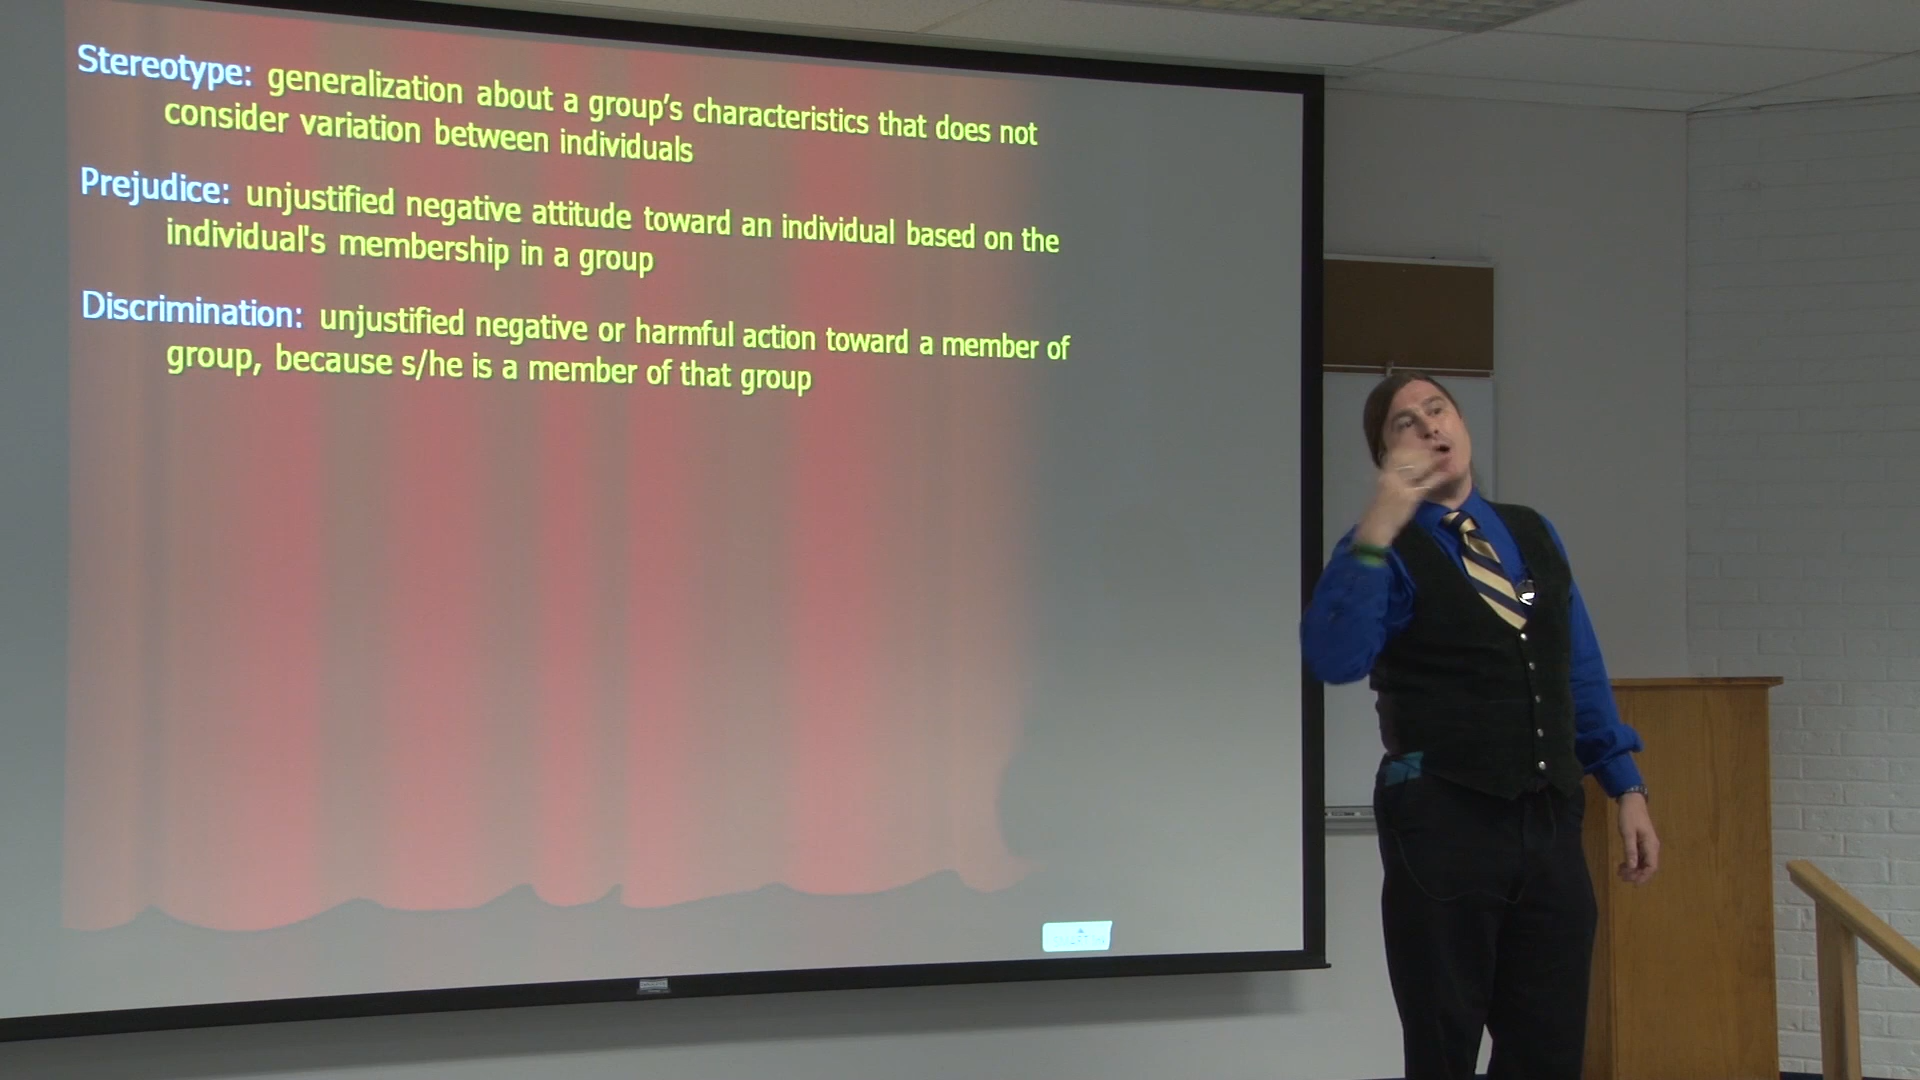 Stereotype: generalization about a group's characteristics that does not
consider variation between individuals
Prejudice: unjustified negative attitude toward an individual based on the
individual's membership in a group
Discrimination: unjustified negative or harmful action toward a member of
group, because s/he is a member of that group